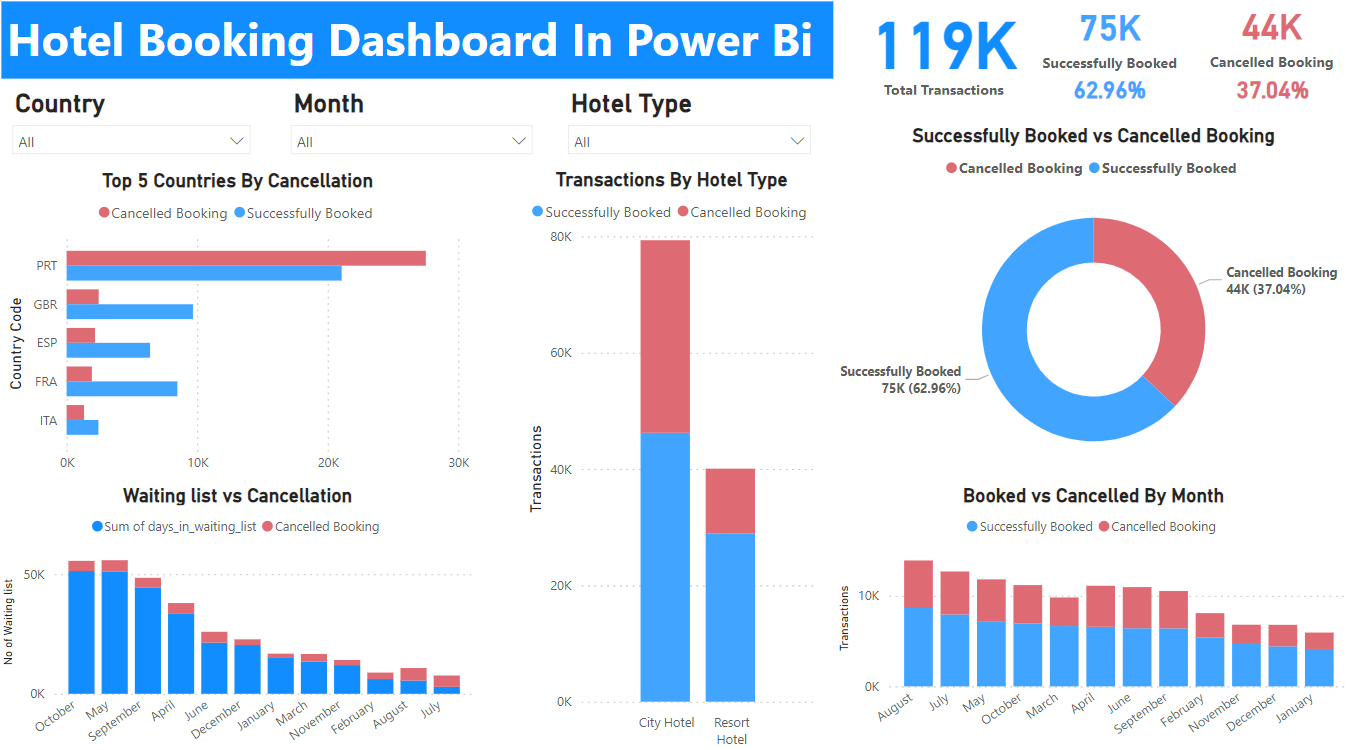 Hotel Booking Dashboard In Power Bi
119K
Total Transactions
75K
Successfully Booked
62.96%
44K
Cancelled Booking
37.04%
Country
All
Month
All
Hotel Type
All
Top 5 Countries By Cancellation
Cancelled Booking Successfully Booked
Country Code
PRT
GBR
ESP
FRA
ITA
0K 10K 20K 30K
Transactions By Hotel Type
Successfully Booked Cancelled Booking
Transactions
80K
60K
40K
20K
0K
City Hotel
Resort
Hotel
Successfully Booked vs Cancelled Booking
Cancelled Booking Successfully Booked
Cancelled Booking
44K (37.04%)
Successfully Booked
75K (62.96%)
Waiting list vs Cancellation
Sum of days_in_waiting_list Cancelled Booking
No of Waiting list
50K
0K
October May September April June December January March November February August July
Booked vs Cancelled By Month
Successfully Booked Cancelled Booking
Transactions
10K
0K
August July May October March April June September February November December January